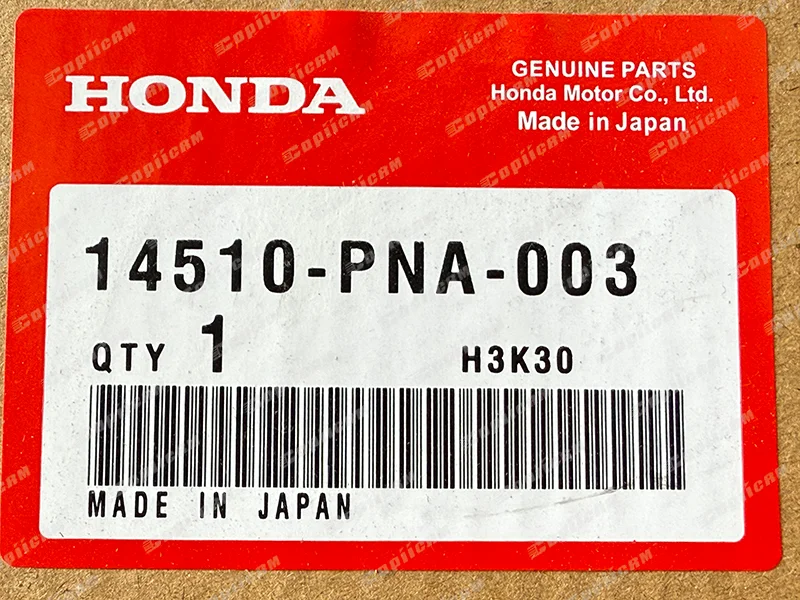 HONDA
GENUINE PARTS
Honda Motor Co., Ltd.
Made in Japan
14510-PNA-003
QTY 1 H3K30
MADE IN JAPAN
CopiiCAM